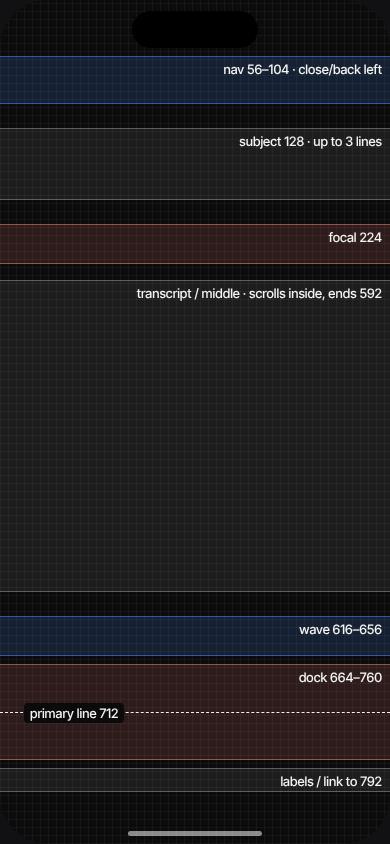 nav 56–104 · close/back left
subject 128 · up to 3 lines
focal 224
transcript / middle · scrolls inside, ends 592
wave 616–656
dock 664–760
primary line 712
labels / link to 792